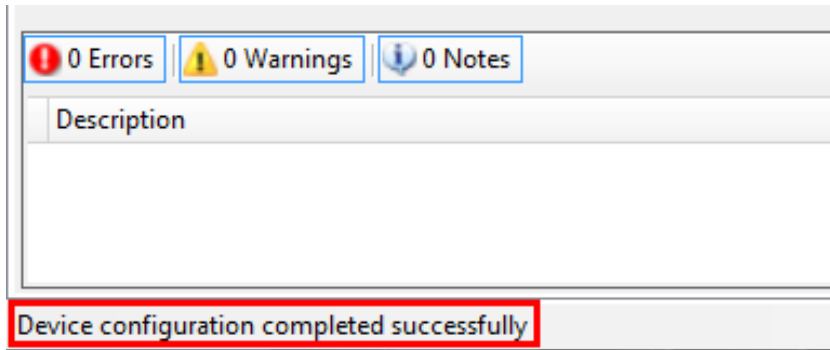 0 Errors 0 Warnings 0 Notes
Description
Device configuration completed successfully